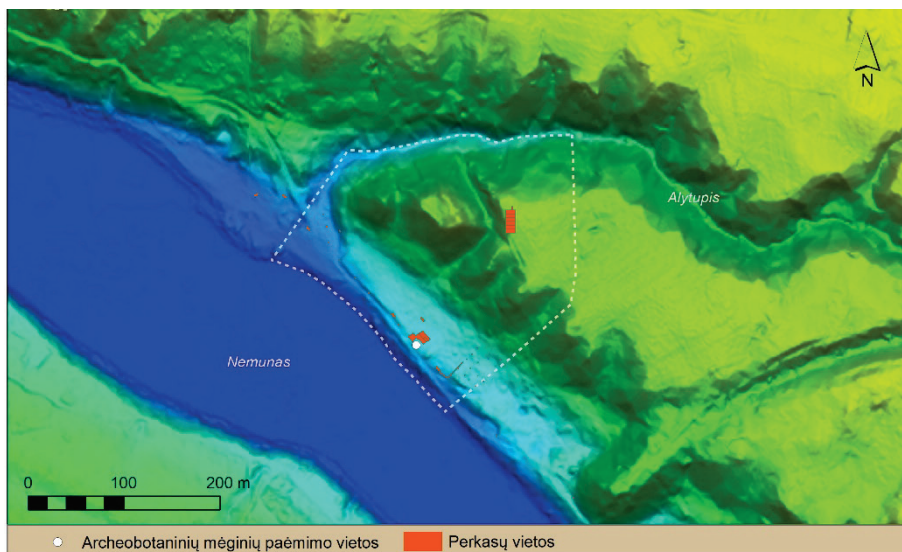 N
Alytupis
Nemunas
0 100 200 m
Archeobotaninių mėginių paėmimo vietos
Perkasų vietos